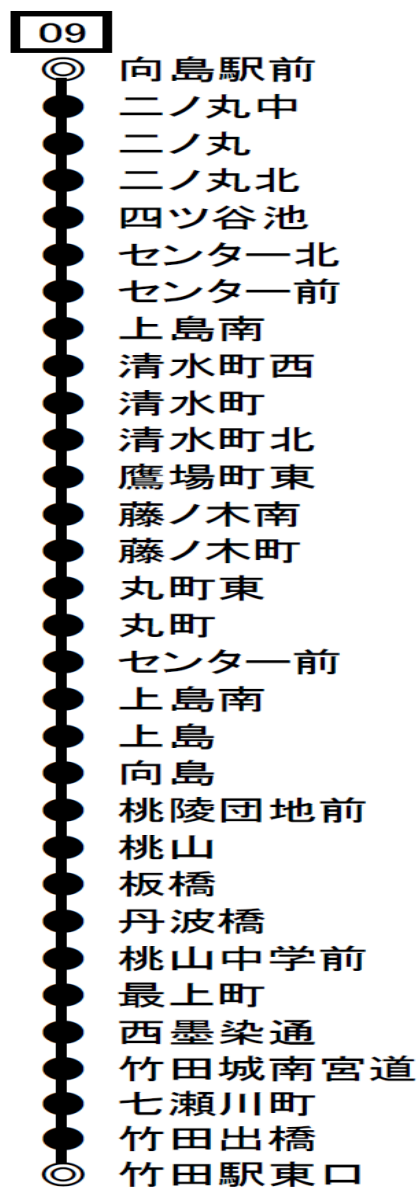 09
向島駅前
二ノ丸中
二ノ丸
二ノ丸北
四ツ谷池
センター北
センター前
上島南
清水町西
清水町
清水町北
鷹場町東
藤ノ木南
藤ノ木町
丸町東
丸町
センター前
上島南
上島
向島
桃陵団地前
桃山
板橋
丹波橋
桃山中学前
最上町
西墨染通
竹田城南宮道
七瀬川町
竹田出橋
竹田駅東口